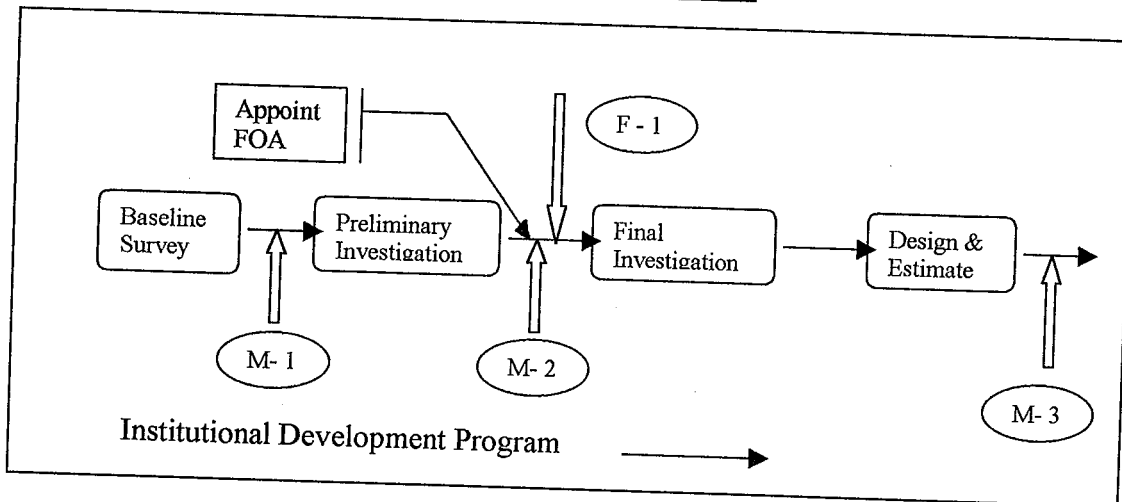 Appoint
FOA
F - 1
Baseline
Survey
Preliminary
Investigation
Final
Investigation
Design &
Estimate
M- 1
M- 2
M- 3
Institutional Development Program